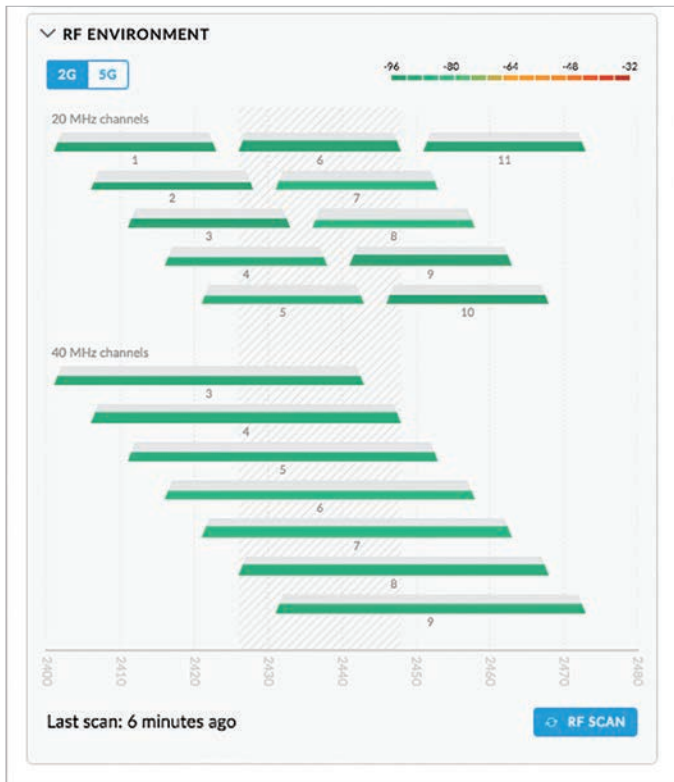 RF ENVIRONMENT
2G 5G
-96 -80 -64 -48 -32
20 MHz channels
1 6 11
2 7
3 8
4 9
5 10
40 MHz channels
3
4
5
6
7
8
9
2400 2410 2420 2430 2440 2450 2460 2470 2480
Last scan: 6 minutes ago
RF SCAN